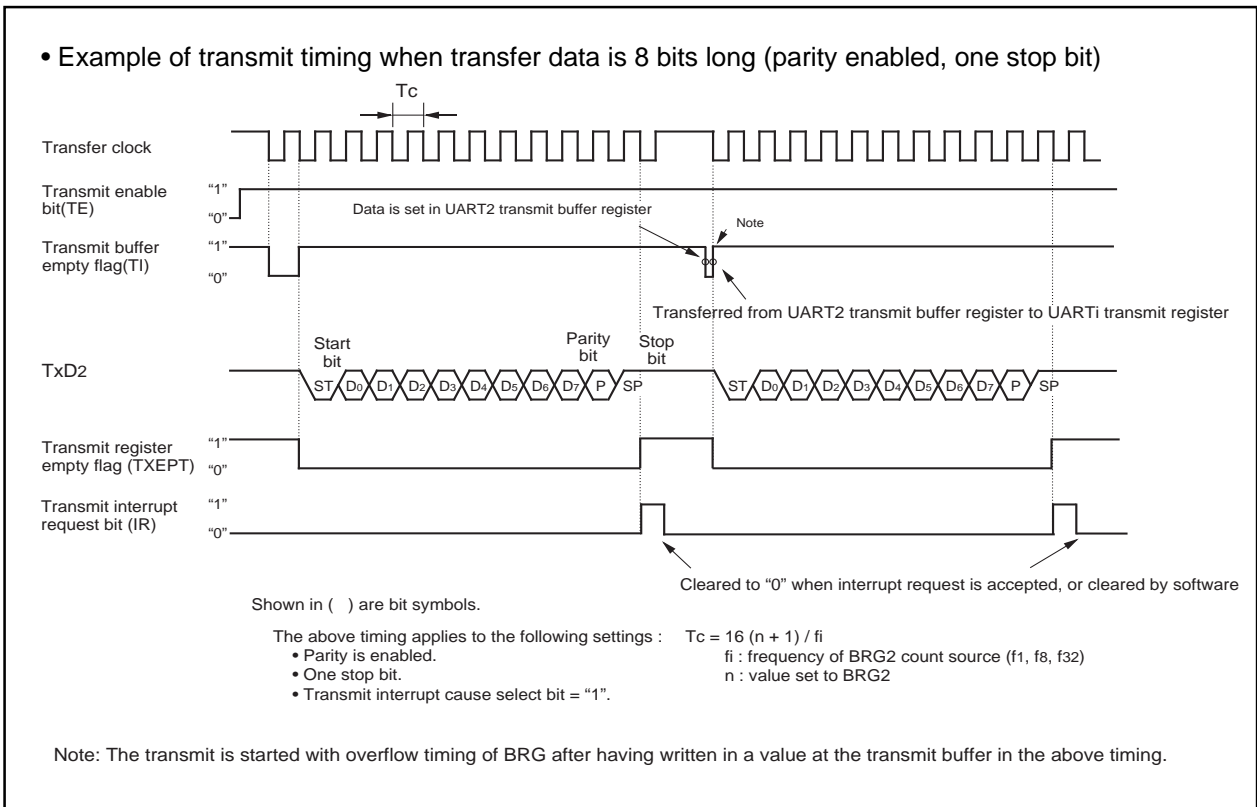 • Example of transmit timing when transfer data is 8 bits long (parity enabled, one stop bit)
Tc
Transfer clock
Transmit enable
bit(TE)
“1”
“0”
Data is set in UART2 transmit buffer register
Note
Transmit buffer
empty flag(TI)
“1”
“0”
Transferred from UART2 transmit buffer register to UARTi transmit register
Start
bit
Parity
bit
Stop
bit
TxD2
ST D0 D1 D2 D3 D4 D5 D6 D7 P SP
ST D0 D1 D2 D3 D4 D5 D6 D7 P SP
Transmit register
empty flag (TXEPT)
“1”
“0”
Transmit interrupt
request bit (IR)
“1”
“0”
Cleared to “0” when interrupt request is accepted, or cleared by software
Shown in ( ) are bit symbols.
The above timing applies to the following settings :
• Parity is enabled.
• One stop bit.
• Transmit interrupt cause select bit = “1”.
Tc = 16 (n + 1) / fi
fi : frequency of BRG2 count source (f1, f8, f32)
n : value set to BRG2
Note: The transmit is started with overflow timing of BRG after having written in a value at the transmit buffer in the above timing.